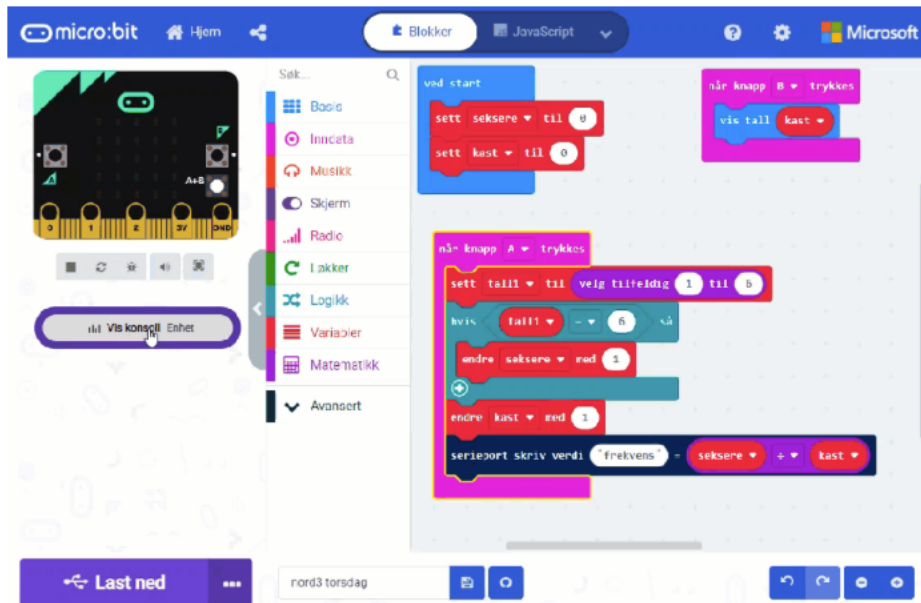 micro:bit Hjem Blokker JavaScript Microsoft
A
B
A+B
0 1 2 3V GND
Vis konsoll Enhet
Søk...
Basis
Inndata
Musikk
Skjerm
Radio
Løkker
Logikk
Variabler
Matematikk
Avansert
ved start
sett seksere til 0
sett kast til 0
når knapp B trykkes
vis tall kast
når knapp A trykkes
sett tall1 til velg tilfeldig 1 til 6
hvis tall1 = 6 så
endre seksere med 1
endre kast med 1
serieport skriv verdi "frekvens" = seksere ÷ kast
Last ned ... nord3 torsdag